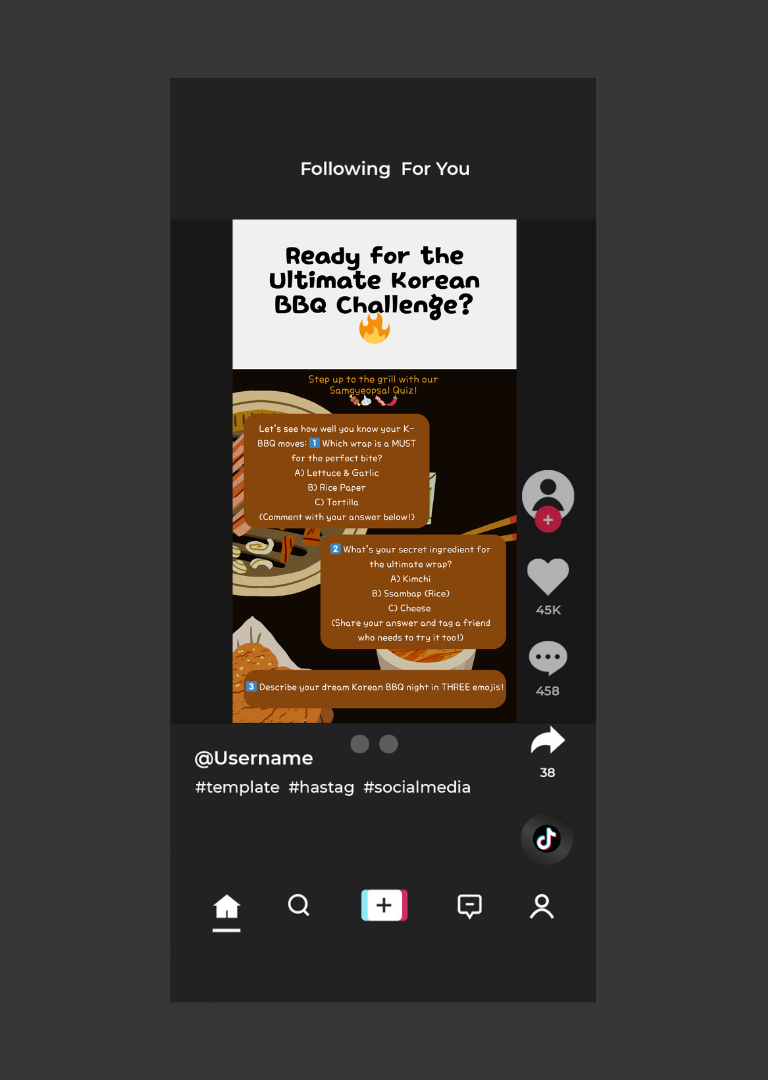 Following For You
Ready for the
Ultimate Korean
BBQ Challenge?
🔥
Step up to the grill with our
Samgyeopsal Quiz!
🍖🧄🥓🌶️
Let's see how well you know your K-
BBQ moves: 1️⃣ Which wrap is a MUST
for the perfect bite?
A) Lettuce & Garlic
B) Rice Paper
C) Tortilla
(Comment with your answer below!)
2️⃣ What's your secret ingredient for
the ultimate wrap?
A) Kimchi
B) Ssambap (Rice)
C) Cheese
(Share your answer and tag a friend
who needs to try it too!)
3️⃣ Describe your dream Korean BBQ night in THREE emojis!
45K
458
38
@Username
#template #hastag #socialmedia